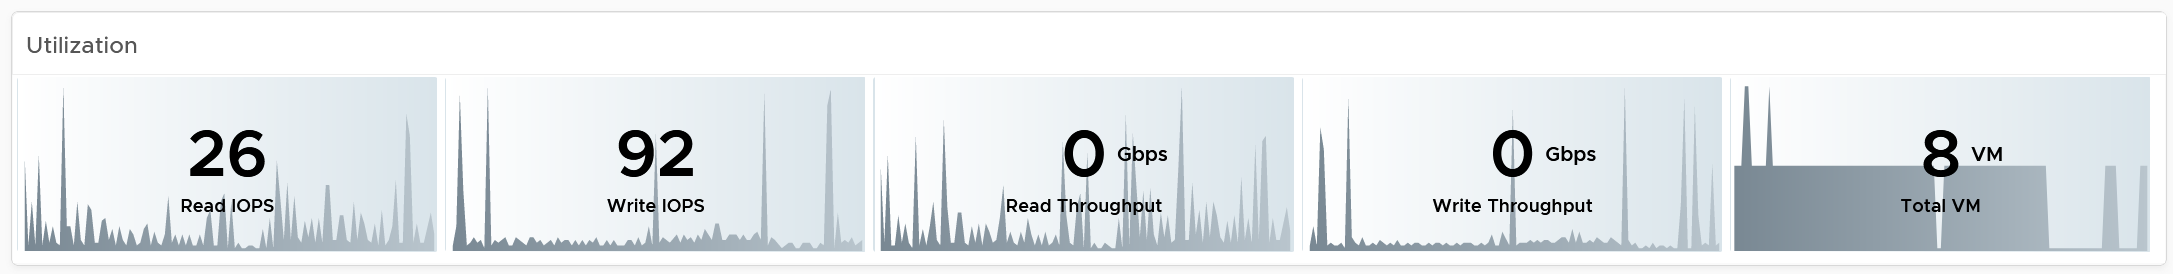 Utilization
26
Read IOPS
92
Write IOPS
0 Gbps
Read Throughput
0 Gbps
Write Throughput
8 VM
Total VM